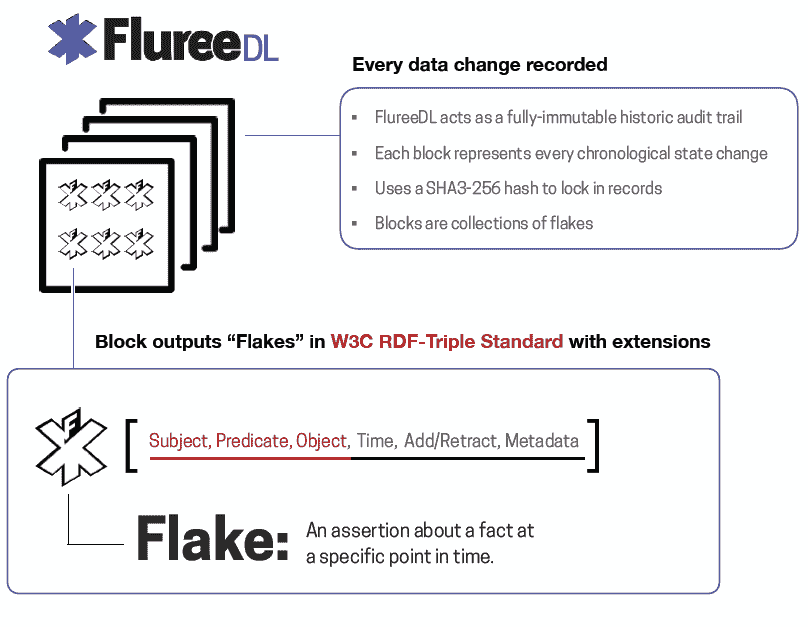 FlureeDL
Every data change recorded
▪ FlureeDL acts as a fully-immutable historic audit trail
▪ Each block represents every chronological state change
▪ Uses a SHA3-256 hash to lock in records
▪ Blocks are collections of flakes
Block outputs “Flakes” in W3C RDF-Triple Standard with extensions
[Subject, Predicate, Object, Time, Add/Retract, Metadata]
Flake: An assertion about a fact at
a specific point in time.